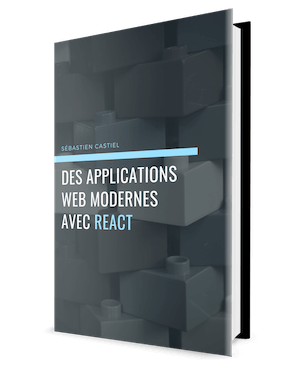 SÉBASTIEN CASTIEL
DES APPLICATIONS
WEB MODERNES
AVEC REACT